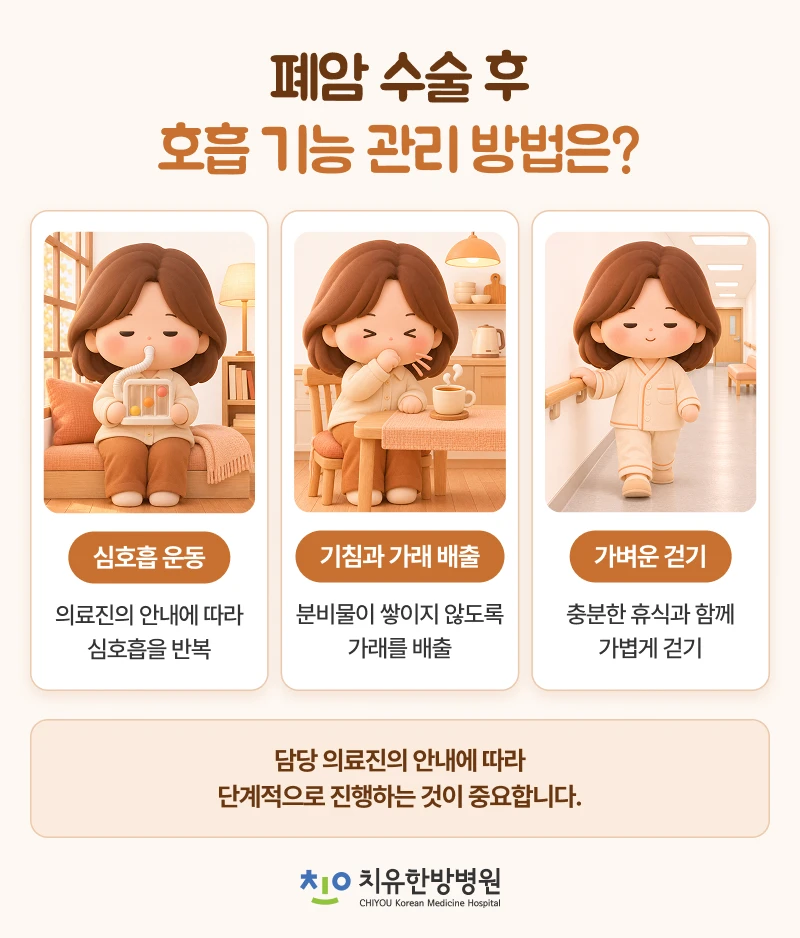 폐암 수술 후
호흡 기능 관리 방법은?
심호흡 운동
의료진의 안내에 따라
심호흡을 반복
기침과 가래 배출
분비물이 쌓이지 않도록
가래를 배출
가벼운 걷기
충분한 휴식과 함께
가볍게 걷기
담당 의료진의 안내에 따라
단계적으로 진행하는 것이 중요합니다.
치유한방병원
CHIYOU Korean Medicine Hospital